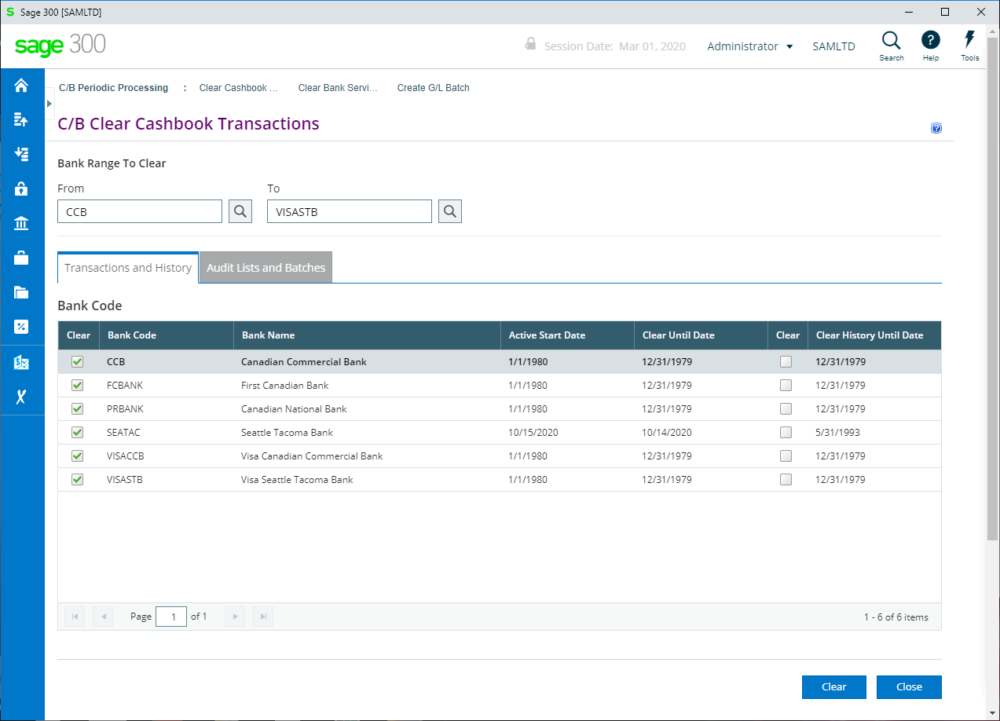 S Sage 300 [SAMLTD]
sage 300
Session Date: Mar 01, 2020
Administrator
SAMLTD
Search
Help
Tools
C/B Periodic Processing : Clear Cashbook ... Clear Bank Servi... Create G/L Batch
C/B Clear Cashbook Transactions
Bank Range To Clear
From To
CCB VISASTB
Transactions and History Audit Lists and Batches
Bank Code
Clear Bank Code Bank Name Active Start Date Clear Until Date Clear Clear History Until Date
CCB Canadian Commercial Bank 1/1/1980 12/31/1979 12/31/1979
FCBANK First Canadian Bank 1/1/1980 12/31/1979 12/31/1979
PRBANK Canadian National Bank 1/1/1980 12/31/1979 12/31/1979
SEATAC Seattle Tacoma Bank 10/15/2020 10/14/2020 5/31/1993
VISACCB Visa Canadian Commercial Bank 1/1/1980 12/31/1979 12/31/1979
VISASTB Visa Seattle Tacoma Bank 1/1/1980 12/31/1979 12/31/1979
Page 1 of 1 1 - 6 of 6 items
Clear Close